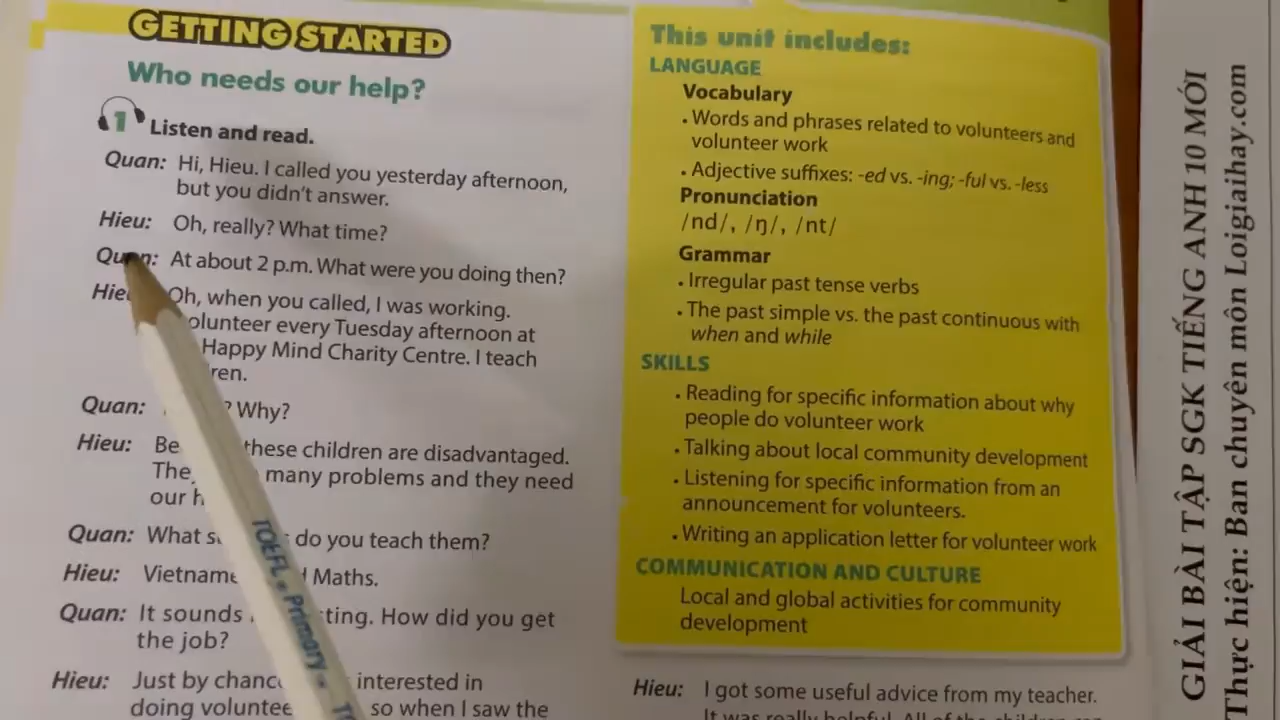 GETTING STARTED
Who needs our help?
1 Listen and read.
Quan: Hi, Hieu. I called you yesterday afternoon,
but you didn't answer.
Hieu: Oh, really? What time?
Quan: At about 2 p.m. What were you doing then?
Oh, when you called, I was working.
every Tuesday afternoon at
Happy Mind Charity Centre. I teach
Quan: Why?
Hieu: these children are disadvantaged.
many problems and they need
our
Quan: What do you teach them?
Hieu: Maths.
Quan: It sounds How did you get
the job?
Hieu: Just by interested in
doing so when I saw the
This unit includes:
LANGUAGE
Vocabulary
• Words and phrases related to volunteers and
volunteer work
• Adjective suffixes: -ed vs. -ing; -ful vs. -less
Pronunciation
/nd/, /ŋ/, /nt/
Grammar
• Irregular past tense verbs
• The past simple vs. the past continuous with
when and while
SKILLS
• Reading for specific information about why
people do volunteer work
• Talking about local community development
• Listening for specific information from an
announcement for volunteers.
• Writing an application letter for volunteer work
COMMUNICATION AND CULTURE
Local and global activities for community
development
Hieu: I got some useful advice from my teacher.
It was really helpful. All of the children
GIẢI BÀI TẬP SGK TIẾNG ANH 10 MỚI
Thực hiện: Ban chuyên môn Loigiaihay.com
TOEFL • Primary •